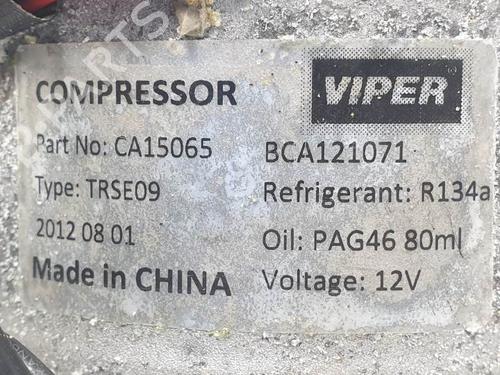 COMPRESSOR
VIPER
Part No: CA15065
BCA121071
Type: TRSE09
Refrigerant: R134a
2012 08 01
Oil: PAG46 80ml
Made in CHINA
Voltage: 12V